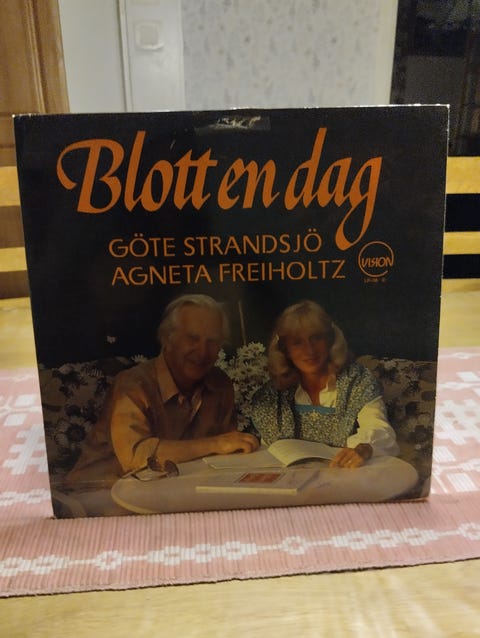 Blott en dag
GÖTE STRANDSJÖ
AGNETA FREIHOLTZ
VISION